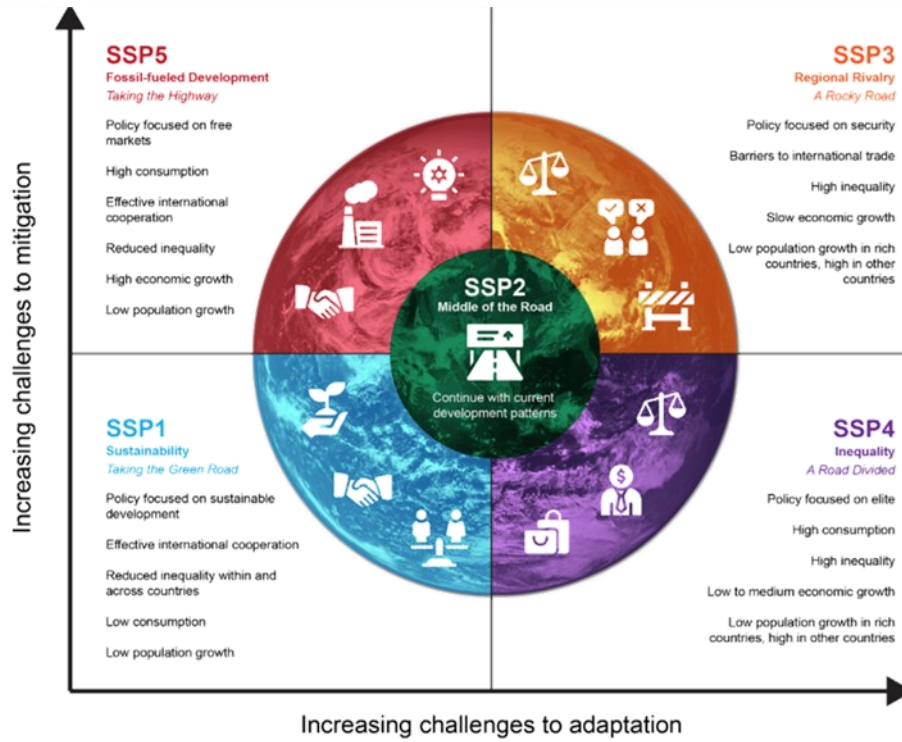 Increasing challenges to mitigation
SSP5
Fossil-fueled Development
Taking the Highway
Policy focused on free
markets
High consumption
Effective international
cooperation
Reduced inequality
High economic growth
Low population growth
SSP3
Regional Rivalry
A Rocky Road
Policy focused on security
Barriers to international trade
High inequality
Slow economic growth
Low population growth in rich
countries, high in other
countries
SSP2
Middle of the Road
Continue with current
development patterns
SSP1
Sustainability
Taking the Green Road
Policy focused on sustainable
development
Effective international cooperation
Reduced inequality within and
across countries
Low consumption
Low population growth
SSP4
Inequality
A Road Divided
Policy focused on elite
High consumption
High inequality
Low to medium economic growth
Low population growth in rich
countries, high in other countries
$
Increasing challenges to adaptation